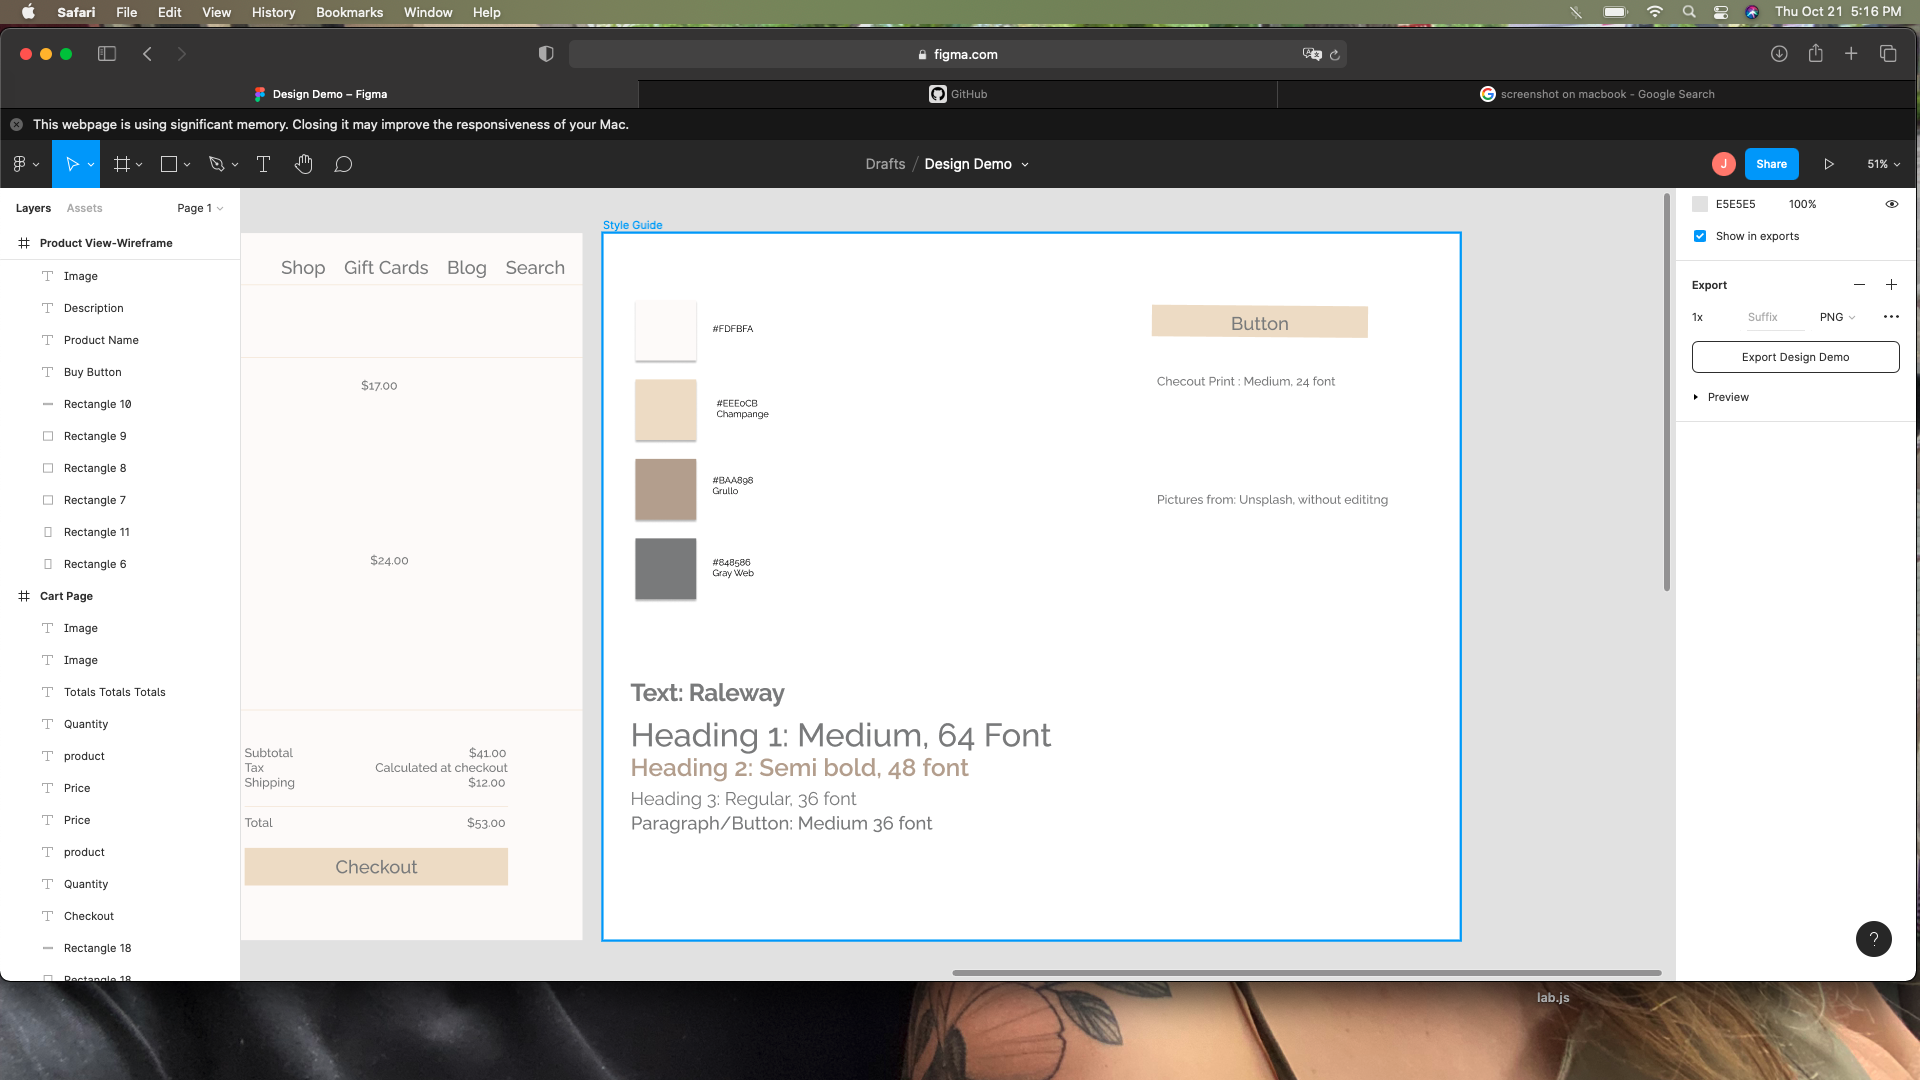 Safari File Edit View History Bookmarks Window Help Thu Oct 21 5:16 PM
figma.com
Design Demo – Figma GitHub screenshot on macbook - Google Search
This webpage is using significant memory. Closing it may improve the responsiveness of your Mac.
Drafts / Design Demo J Share 51%
Layers Assets Page 1
Product View-Wireframe
Image
Description
Product Name
Buy Button
Rectangle 10
Rectangle 9
Rectangle 8
Rectangle 7
Rectangle 11
Rectangle 6
Cart Page
Image
Image
Totals Totals Totals
Quantity
product
Price
Price
product
Quantity
Checkout
Rectangle 18
Rectangle 18
Shop Gift Cards Blog Search
$17.00
$24.00
Subtotal $41.00
Tax Calculated at checkout
Shipping $12.00
Total $53.00
Checkout
Style Guide
#FDFBFA
#EEE0CB
Champange
#BAA898
Grullo
#848586
Gray Web
Button
Checout Print : Medium, 24 font
Pictures from: Unsplash, without edititng
Text: Raleway
Heading 1: Medium, 64 Font
Heading 2: Semi bold, 48 font
Heading 3: Regular, 36 font
Paragraph/Button: Medium 36 font
E5E5E5 100%
Show in exports
Export
1x Suffix PNG
Export Design Demo
Preview
?
lab.js